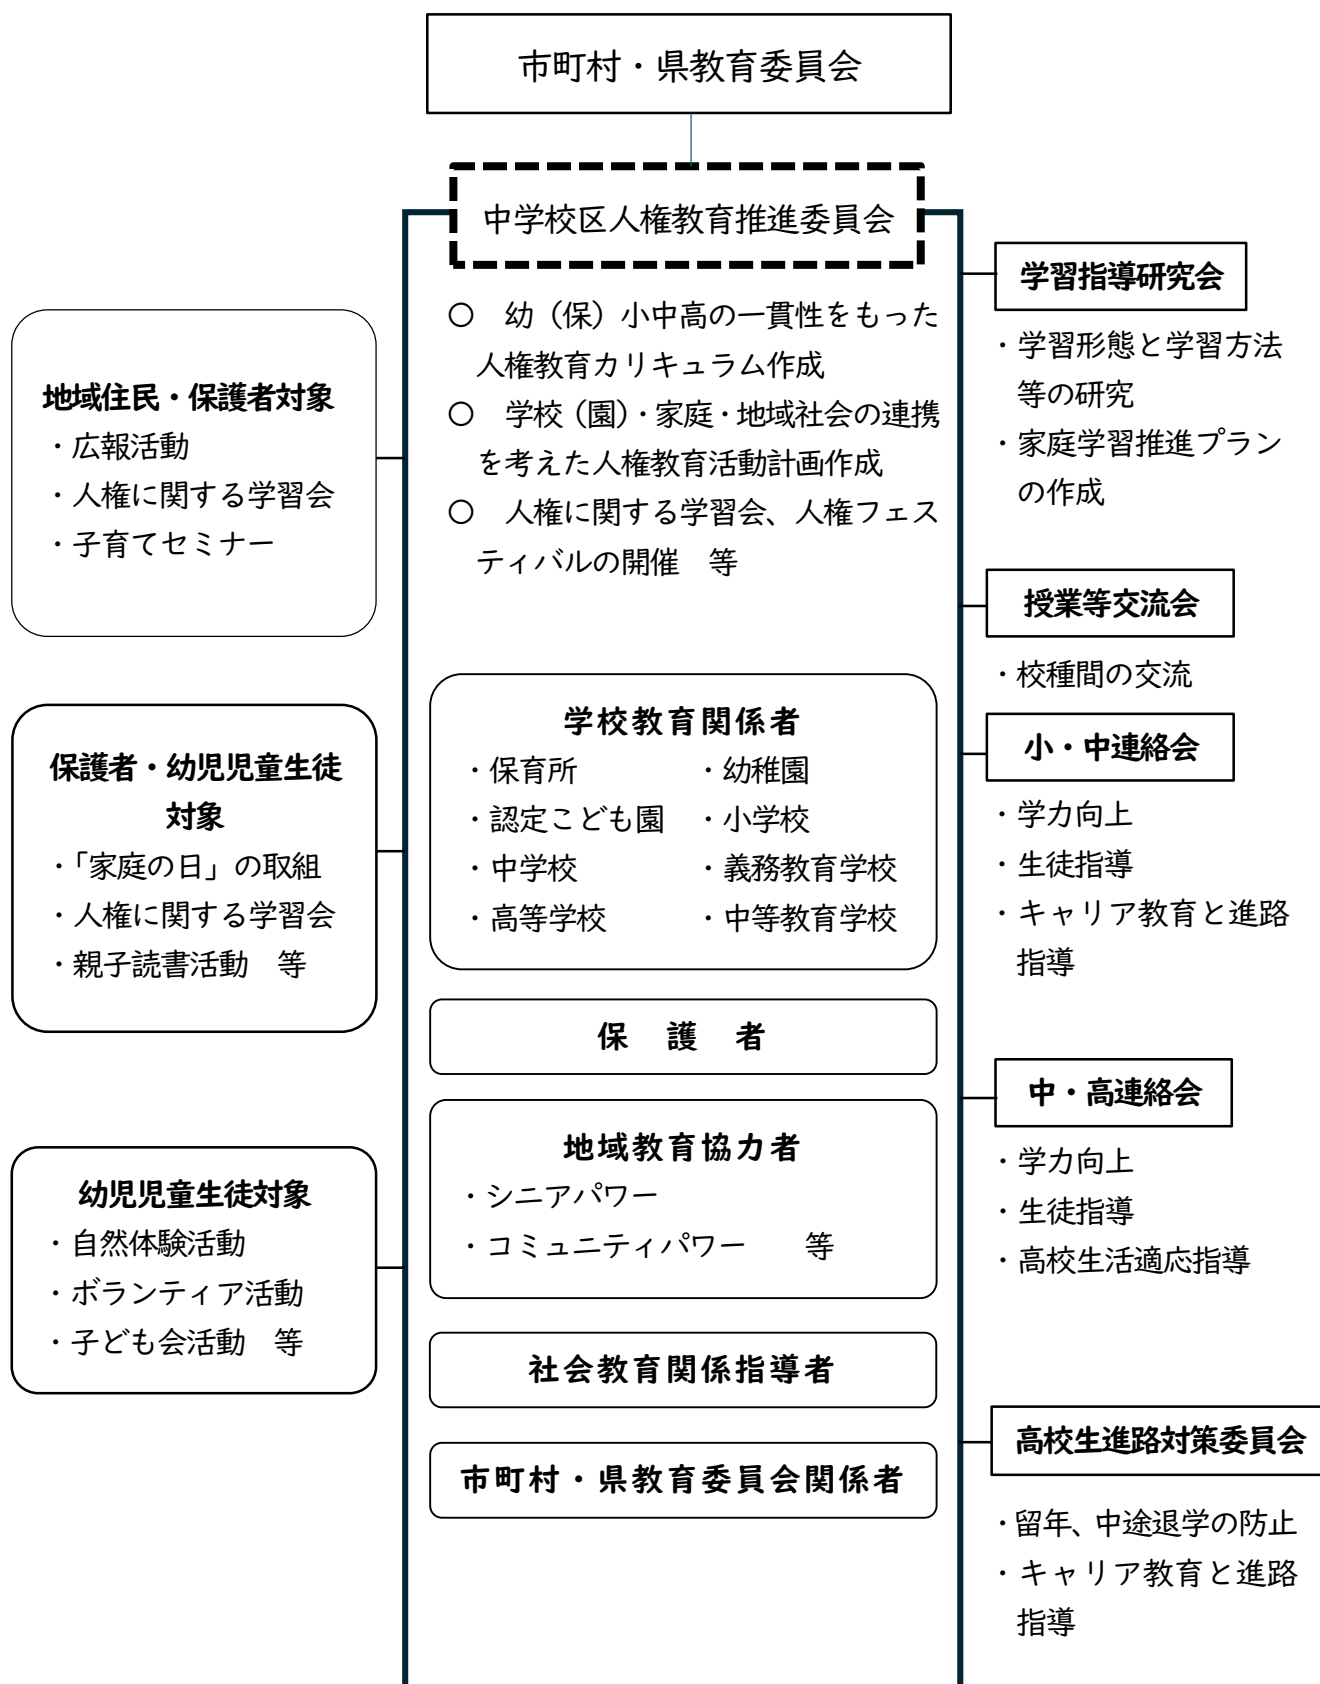 市町村・県教育委員会
中学校区人権教育推進委員会
○　幼（保）小中高の一貫性をもった
人権教育カリキュラム作成
○　学校（園）・家庭・地域社会の連携
を考えた人権教育活動計画作成
○　人権に関する学習会、人権フェス
ティバルの開催　等
地域住民・保護者対象
・広報活動
・人権に関する学習会
・子育てセミナー
保護者・幼児児童生徒
対象
・「家庭の日」の取組
・人権に関する学習会
・親子読書活動　等
幼児児童生徒対象
・自然体験活動
・ボランティア活動
・子ども会活動　等
学校教育関係者
・保育所　・幼稚園
・認定こども園　・小学校
・中学校　・義務教育学校
・高等学校　・中等教育学校
保　護　者
地域教育協力者
・シニアパワー
・コミュニティパワー　　等
社会教育関係指導者
市町村・県教育委員会関係者
学習指導研究会
・学習形態と学習方法
等の研究
・家庭学習推進プラン
の作成
授業等交流会
・校種間の交流
小・中連絡会
・学力向上
・生徒指導
・キャリア教育と進路
指導
中・高連絡会
・学力向上
・生徒指導
・高校生活適応指導
高校生進路対策委員会
・留年、中途退学の防止
・キャリア教育と進路
指導